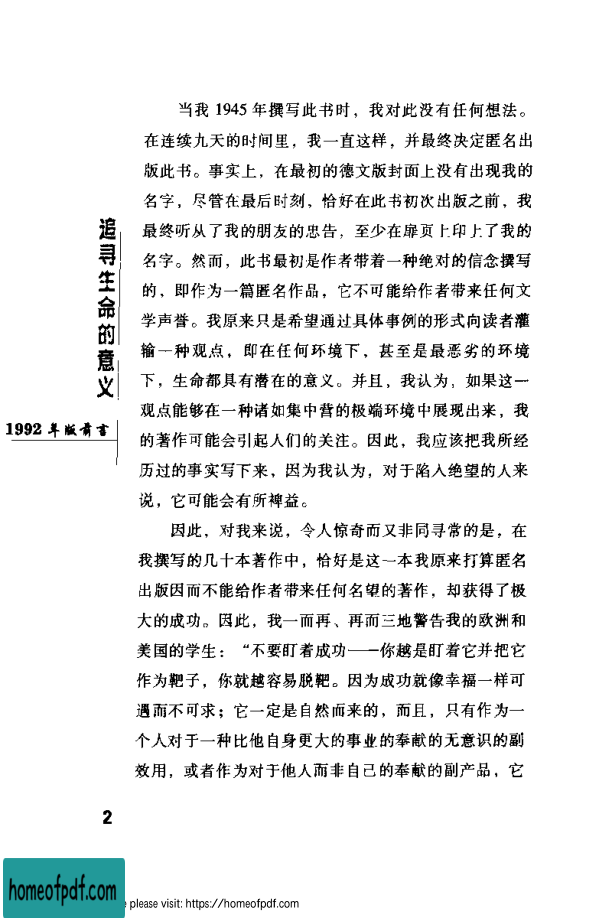 当我 1945 年撰写此书时，我对此没有任何想法。
在连续九天的时间里，我一直这样，并最终决定匿名出
版此书。事实上，在最初的德文版封面上没有出现我的
名字，尽管在最后时刻，恰好在此书初次出版之前，我
最终听从了我的朋友的忠告，至少在扉页上印上了我的
名字。然而，此书最初是作者带着一种绝对的信念撰写
的，即作为一篇匿名作品，它不可能给作者带来任何文
学声誉。我原来只是希望通过具体事例的形式向读者灌
输一种观点，即在任何环境下，甚至是最恶劣的环境
下，生命都具有潜在的意义。并且，我认为，如果这一
观点能够在一种诸如集中营的极端环境中展现出来，我
的著作可能会引起人们的关注。因此，我应该把我所经
历过的事实写下来，因为我认为，对于陷入绝望的人来
说，它可能会有所裨益。
因此，对我来说，令人惊奇而又非同寻常的是，在
我撰写的几十本著作中，恰好是这一本我原来打算匿名
出版因而不能给作者带来任何名望的著作，却获得了极
大的成功。因此，我一而再、再而三地警告我的欧洲和
美国的学生：“不要盯着成功——你越是盯着它并把它
作为靶子，你就越容易脱靶。因为成功就像幸福一样可
遇而不可求；它一定是自然而来的，而且，只有作为一
个人对于一种比他自身更大的事业的奉献的无意识的副
效用，或者作为对于他人而非自己的奉献的副产品，它
追寻生命的意义
1992 年版前言
2
homeofpdf.com
e please visit: https://homeofpdf.com